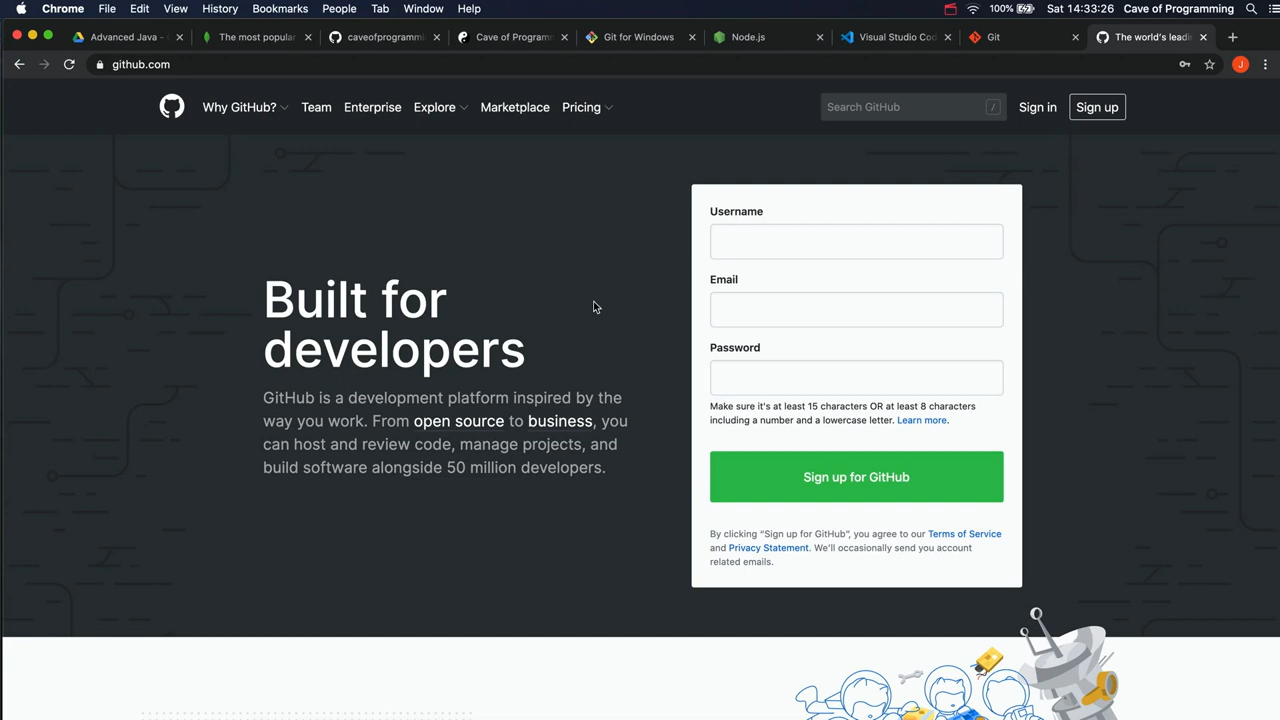 Chrome File Edit View History Bookmarks People Tab Window Help 100% Sat 14:33:26 Cave of Programming
Advanced Java - The most popular caveofprogrammi Cave of Programm Git for Windows Node.js Visual Studio Cod Git The world's leadi
github.com J
Why GitHub? Team Enterprise Explore Marketplace Pricing Search GitHub / Sign in Sign up
Username
Email
Built for
developers
Password
GitHub is a development platform inspired by the
way you work. From open source to business, you
can host and review code, manage projects, and
build software alongside 50 million developers.
Make sure it's at least 15 characters OR at least 8 characters
including a number and a lowercase letter. Learn more.
Sign up for GitHub
By clicking “Sign up for GitHub”, you agree to our Terms of Service
and Privacy Statement. We'll occasionally send you account
related emails.